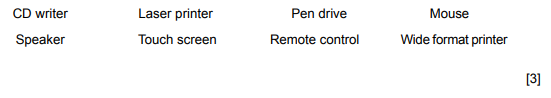 CD writer Laser printer Pen drive Mouse
Speaker Touch screen Remote control Wide format printer
[3]